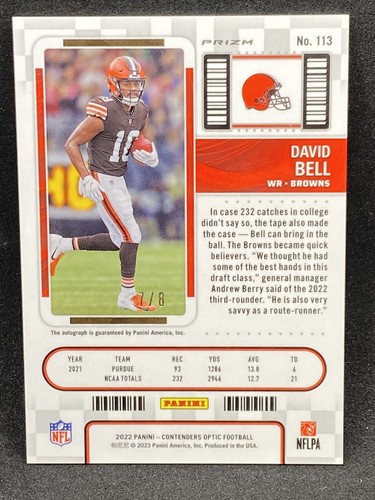 PRIZM
No. 113
DAVID
BELL
WR • BROWNS
In case 232 catches in college
didn't say so, the tape also made
the case — Bell can bring in the
ball. The Browns became quick
believers. "We thought he had
some of the best hands in this
draft class," general manager
Andrew Berry said of the 2022
third-rounder. "He is also very
savvy as a route-runner."
18
7/8
The autograph is guaranteed by Panini America, Inc.
YEAR TEAM REC YDS AVG TD
2021 PURDUE 93 1286 13.8 6
NCAA TOTALS 232 2946 12.7 21
NFL
PANINI
NFLPA
2022 PANINI – CONTENDERS OPTIC FOOTBALL
帕尼尼 © 2023 Panini America, Inc. Produced in the USA.